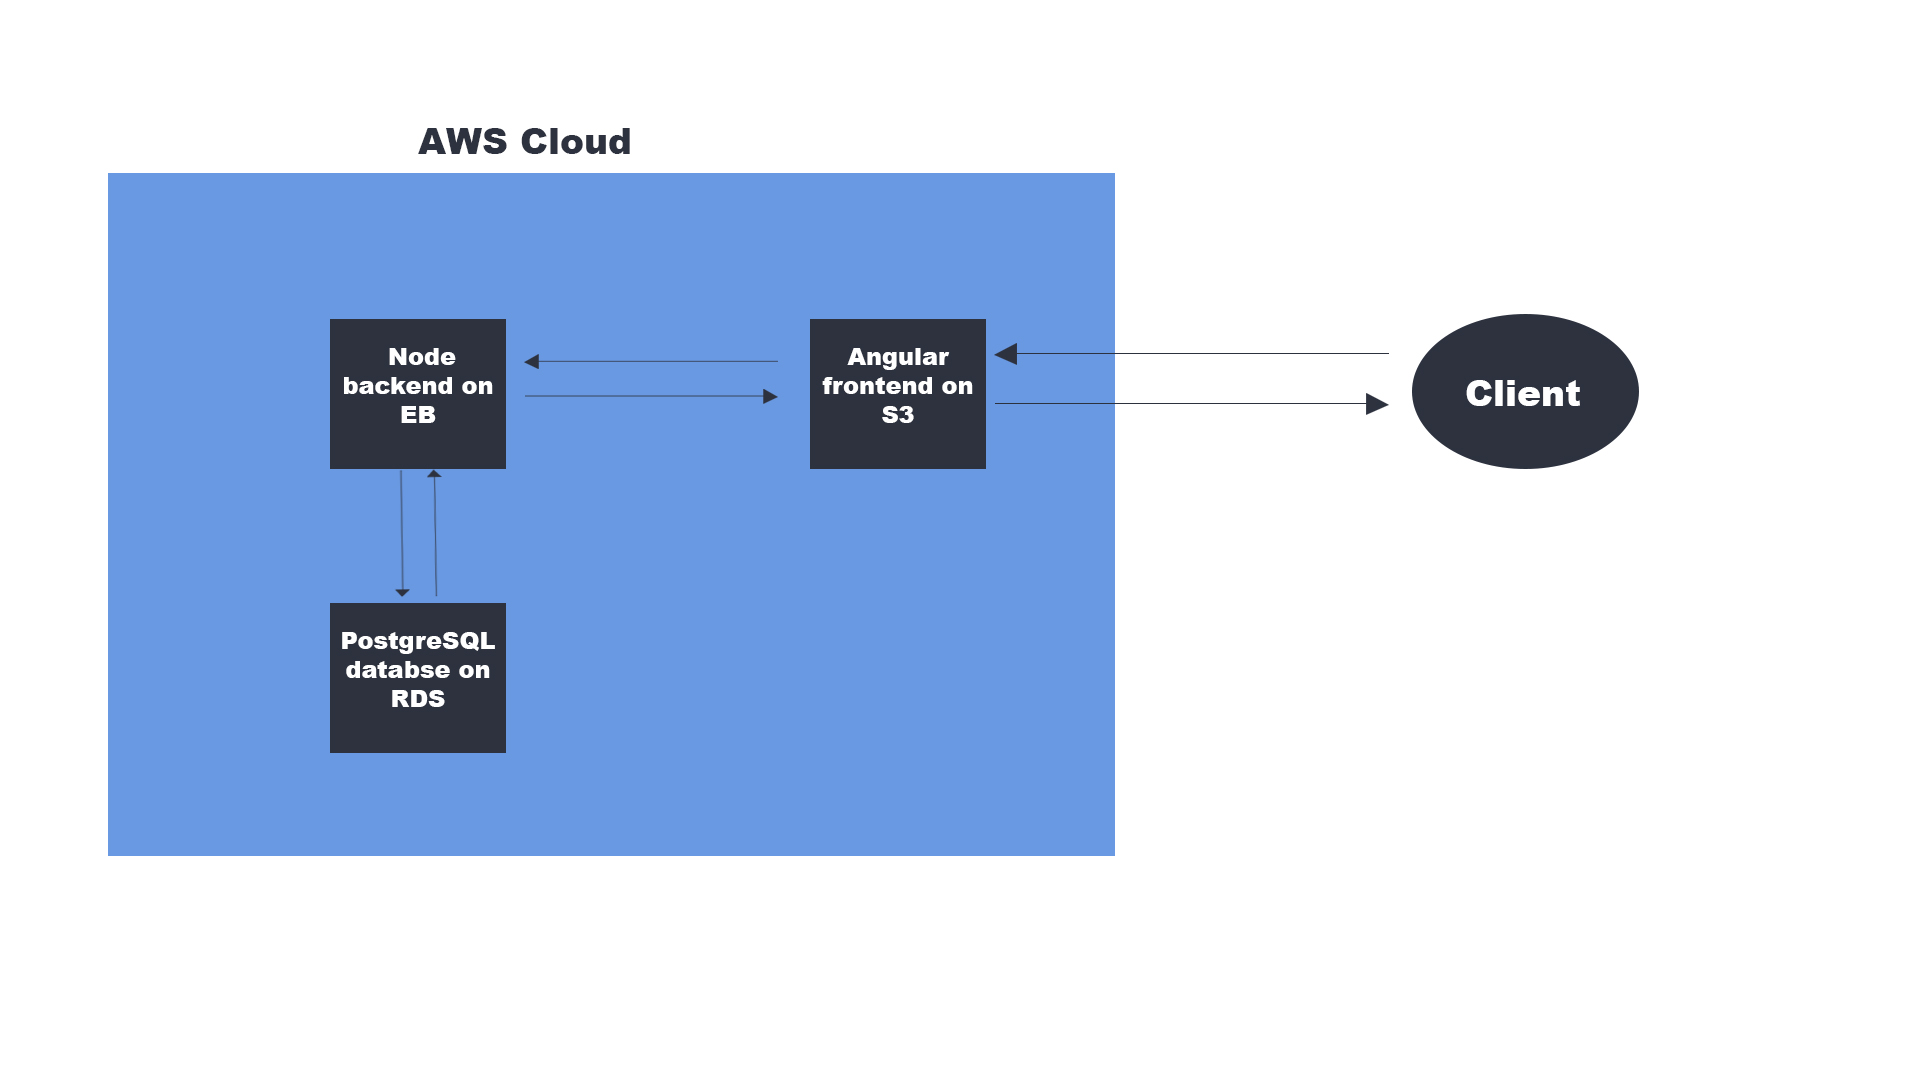 AWS Cloud
Node
backend on
EB
Angular
frontend on
S3
Client
PostgreSQL
databse on
RDS